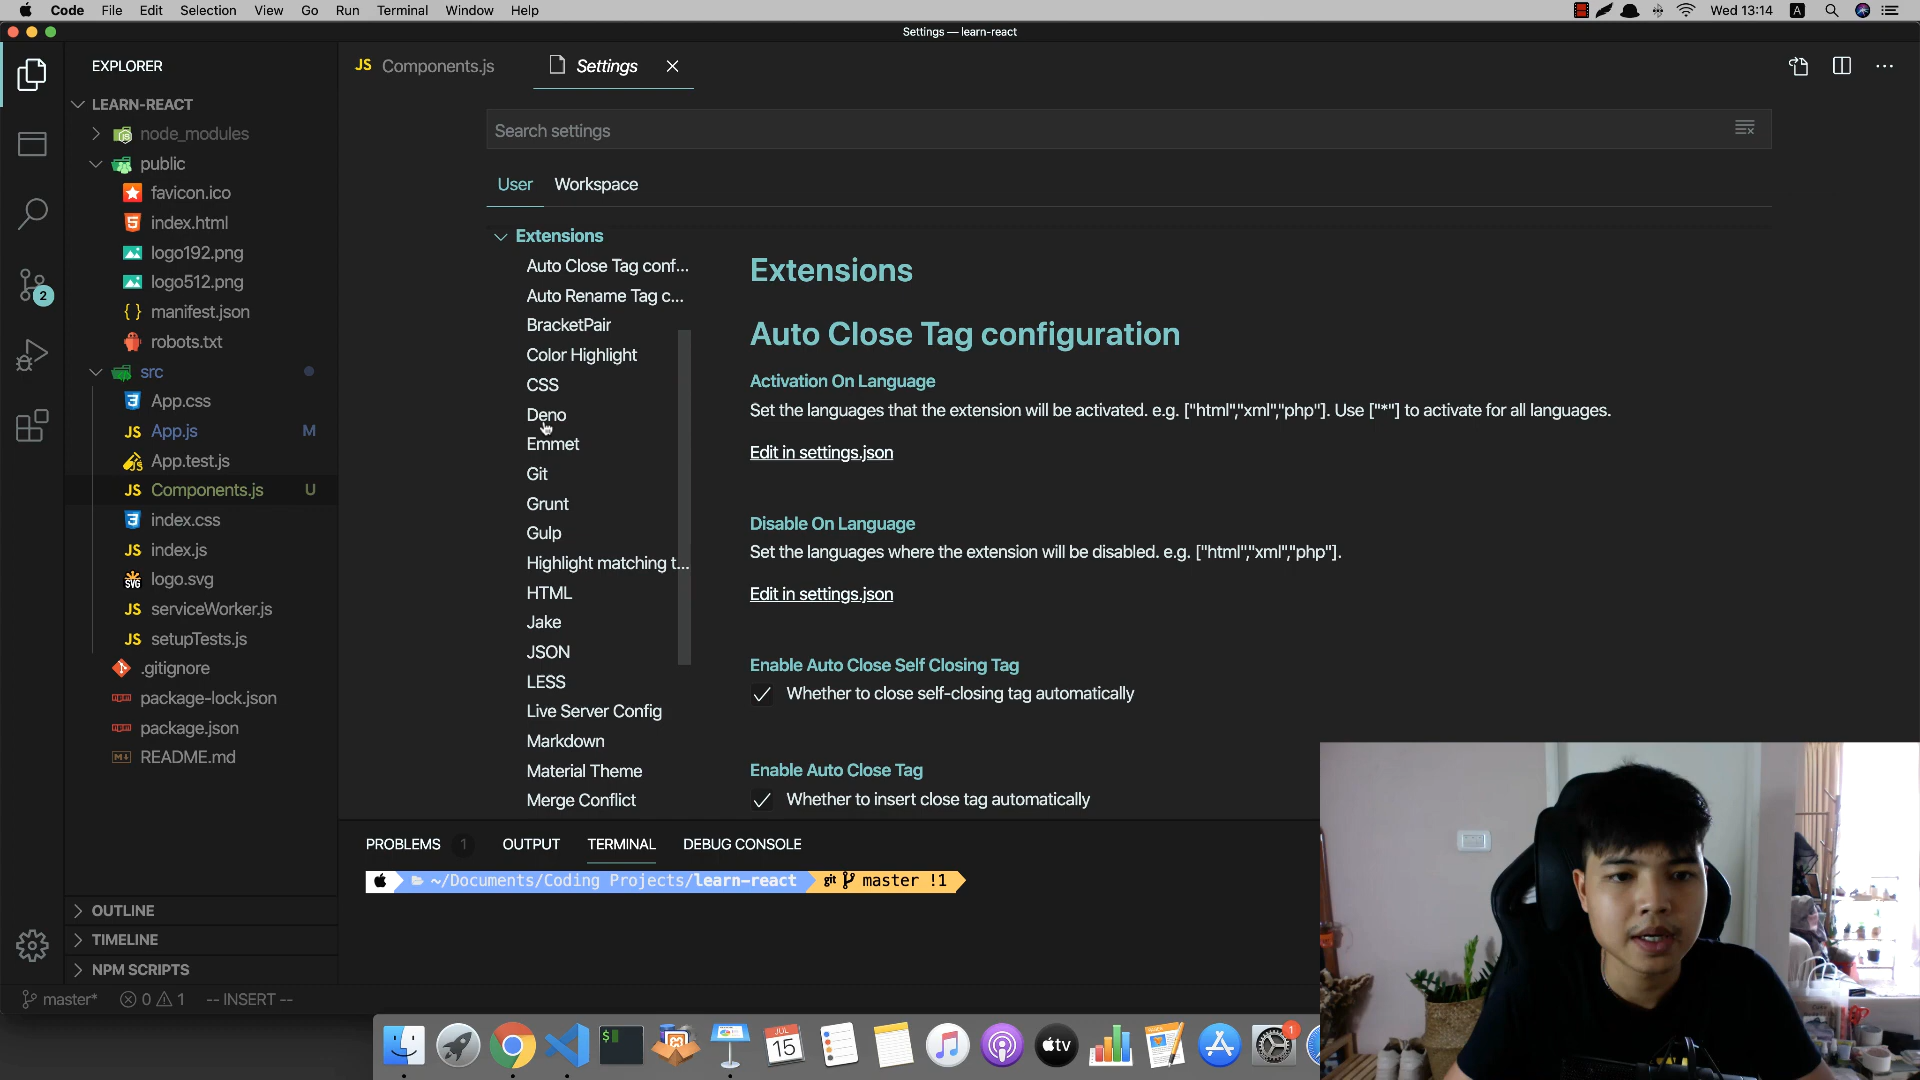 Code File Edit Selection View Go Run Terminal Window Help
Wed 13:14 A
Settings — learn-react
EXPLORER
JS Components.js
Settings
LEARN-REACT
node_modules
public
favicon.ico
index.html
logo192.png
logo512.png
{ } manifest.json
robots.txt
src
App.css
JS App.js M
App.test.js
JS Components.js U
index.css
JS index.js
SVG logo.svg
JS serviceWorker.js
JS setupTests.js
.gitignore
package-lock.json
package.json
README.md
2
OUTLINE
TIMELINE
NPM SCRIPTS
Search settings
User Workspace
Extensions
Auto Close Tag conf...
Auto Rename Tag c...
BracketPair
Color Highlight
CSS
Deno
Emmet
Git
Grunt
Gulp
Highlight matching t...
HTML
Jake
JSON
LESS
Live Server Config
Markdown
Material Theme
Merge Conflict
Extensions
Auto Close Tag configuration
Activation On Language
Set the languages that the extension will be activated. e.g. ["html","xml","php"]. Use ["*"] to activate for all languages.
Edit in settings.json
Disable On Language
Set the languages where the extension will be disabled. e.g. ["html","xml","php"].
Edit in settings.json
Enable Auto Close Self Closing Tag
Whether to close self-closing tag automatically
Enable Auto Close Tag
Whether to insert close tag automatically
PROBLEMS 1 OUTPUT TERMINAL DEBUG CONSOLE
~/Documents/Coding Projects/learn-react git master !1
master* 0 1 -- INSERT --
$
JUL
15
tv
1